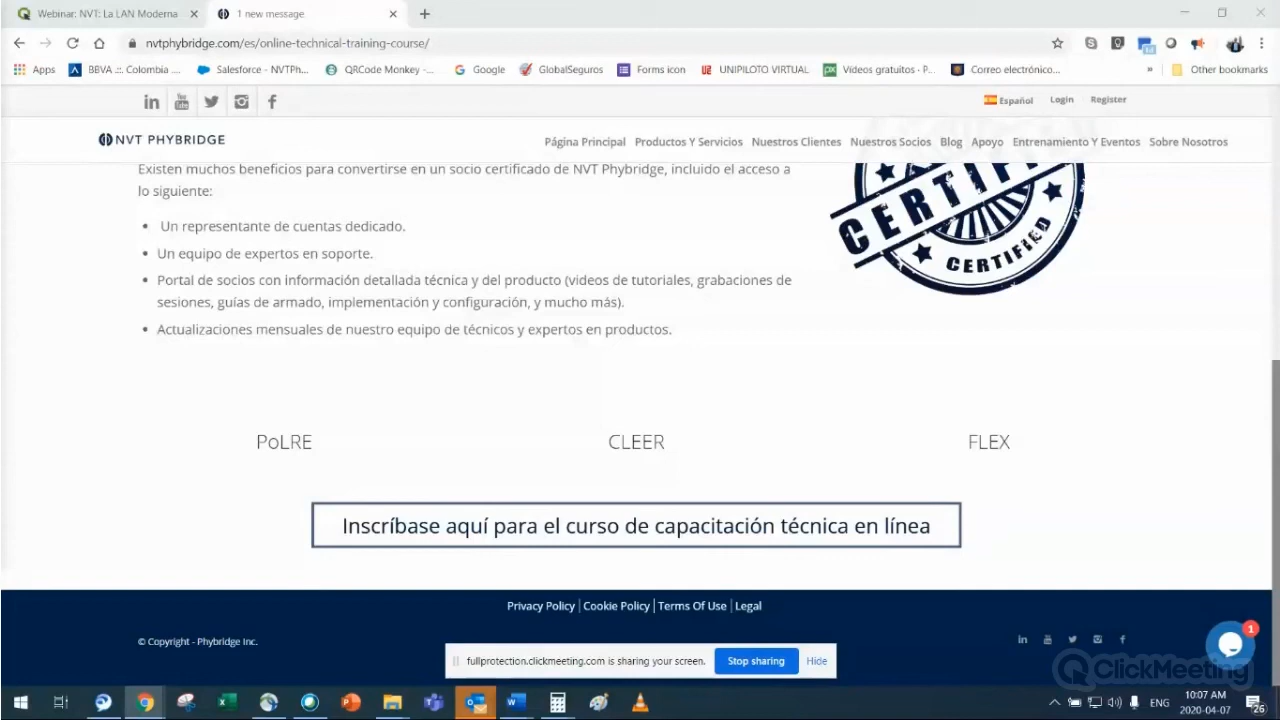 Webinar: NVT: La LAN Moderna
1 new message
nvtphybridge.com/es/online-technical-training-course/
Apps
BBVA .::. Colombia ...
Salesforce - NVTPh...
QRCode Monkey -...
Google
GlobalSeguros
Forms icon
UNIPILOTO VIRTUAL
Vídeos gratuitos · P...
Correo electrónico...
»
Other bookmarks
Español
Login
Register
NVT PHYBRIDGE
Página Principal
Productos Y Servicios
Nuestros Clientes
Nuestros Socios
Blog
Apoyo
Entrenamiento Y Eventos
Sobre Nosotros
Existen muchos beneficios para convertirse en un socio certificado de NVT Phybridge, incluido el acceso a
lo siguiente:
• Un representante de cuentas dedicado.
• Un equipo de expertos en soporte.
• Portal de socios con información detallada técnica y del producto (videos de tutoriales, grabaciones de
sesiones, guías de armado, implementación y configuración, y mucho más).
• Actualizaciones mensuales de nuestro equipo de técnicos y expertos en productos.
CERTIFIED
PoLRE
CLEER
FLEX
Inscríbase aquí para el curso de capacitación técnica en línea
Privacy Policy | Cookie Policy | Terms Of Use | Legal
© Copyright - Phybridge Inc.
fullprotection.clickmeeting.com is sharing your screen.
Stop sharing
Hide
1
ClickMeeting
ENG
10:07 AM
2020-04-07
26